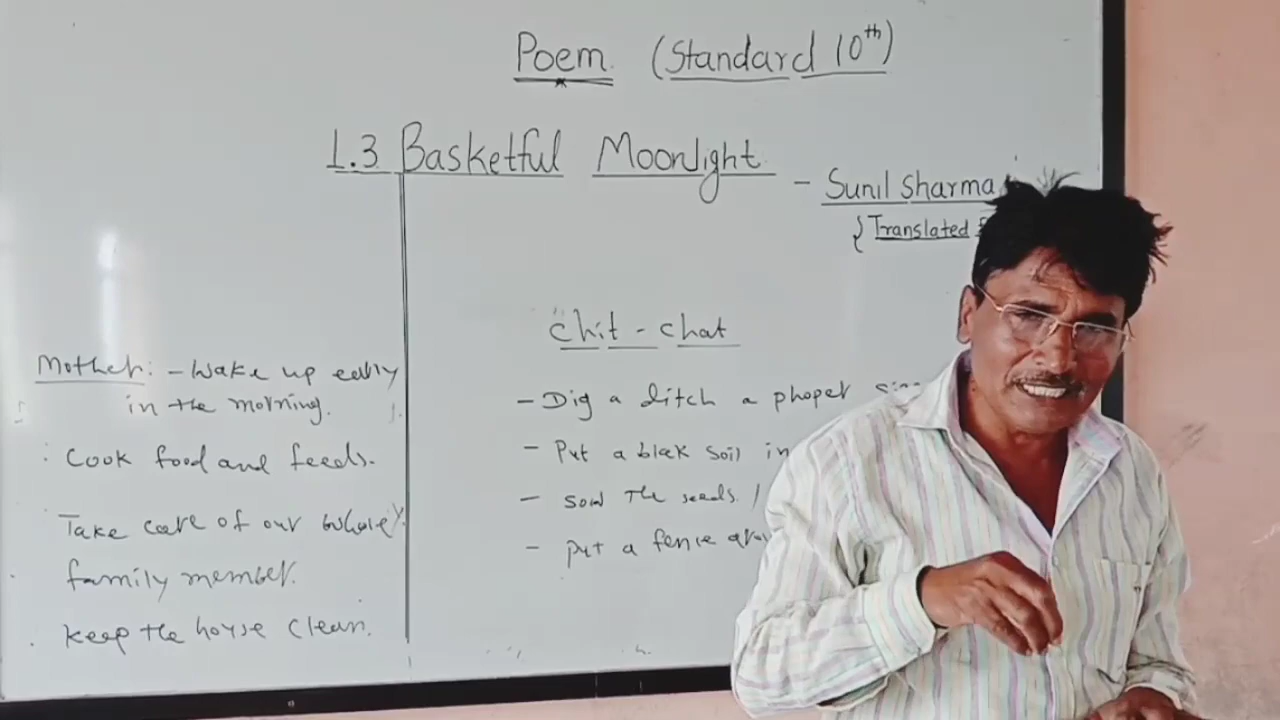 Poem (Standard 10th)
1.3 Basketful Moonlight
- Sunil Sharma
{Translated
Mother: - Wake up early
in the morning.
Cook food and feeds.
Take care of our whole
family member.
Keep the house clean.
Chit - Chat
- Dig a ditch a proper
- Put a blak soil in
- Sow The seeds. /
- Put a fence